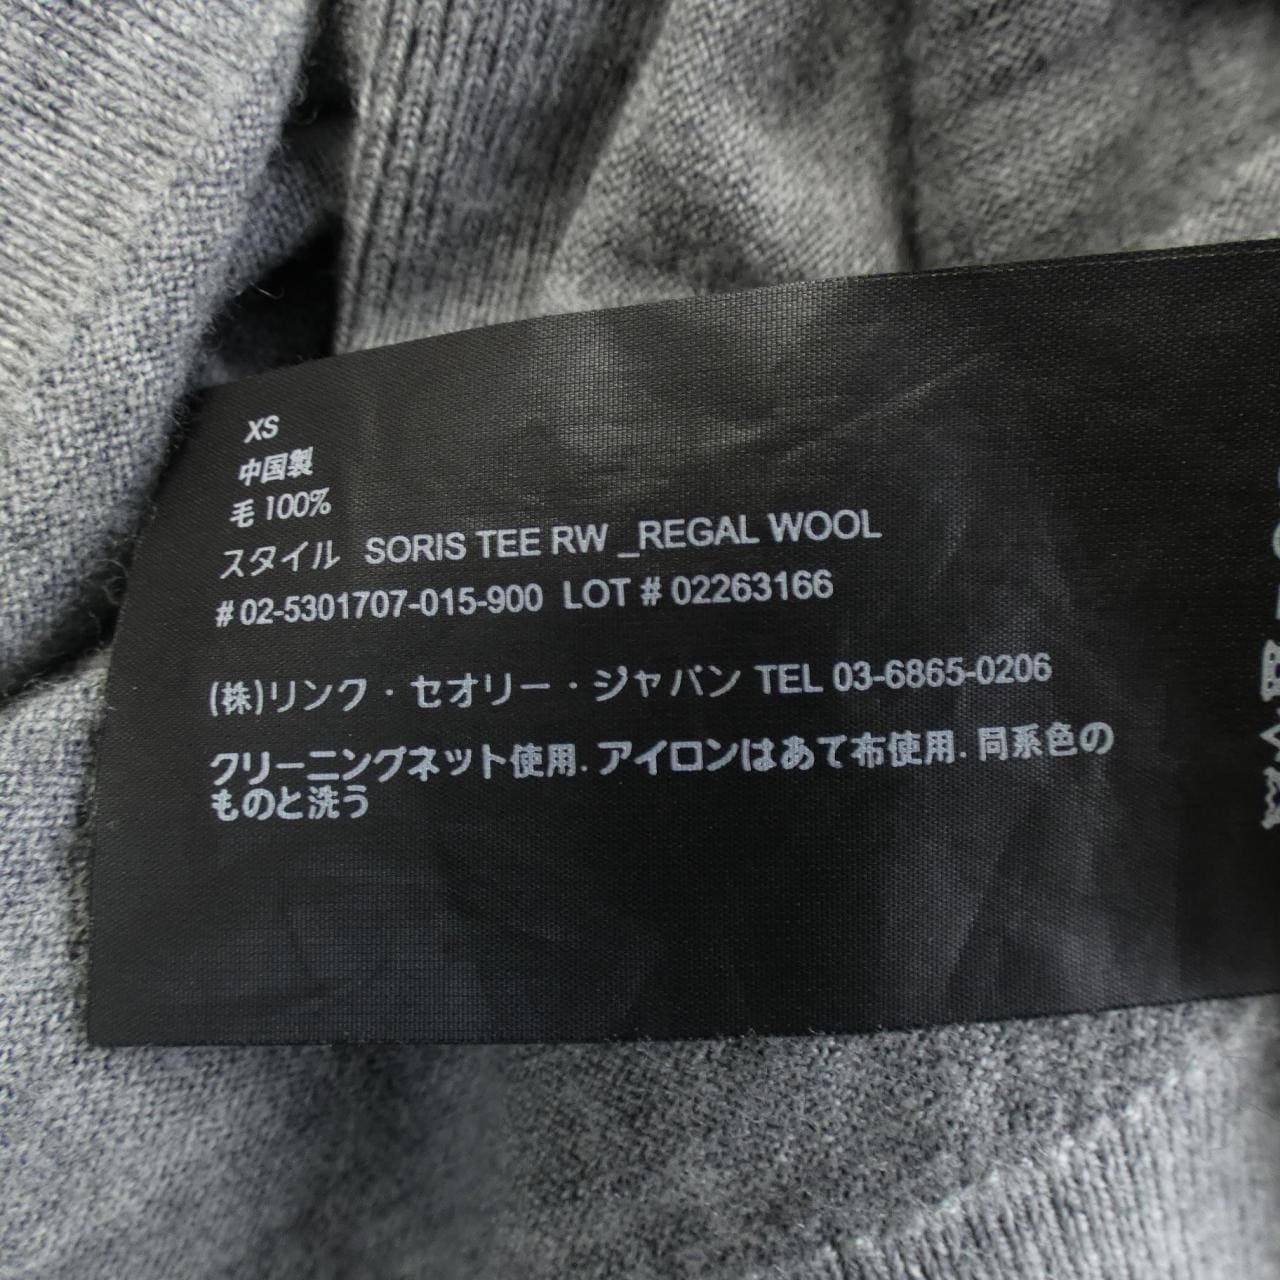 XS
中国製
毛 100%
スタイル SORIS TEE RW _REGAL WOOL
# 02-5301707-015-900 LOT # 02263166
(株)リンク・セオリー・ジャパン TEL 03-6865-0206
クリーニングネット使用. アイロンはあて布使用. 同系色の
ものと洗う